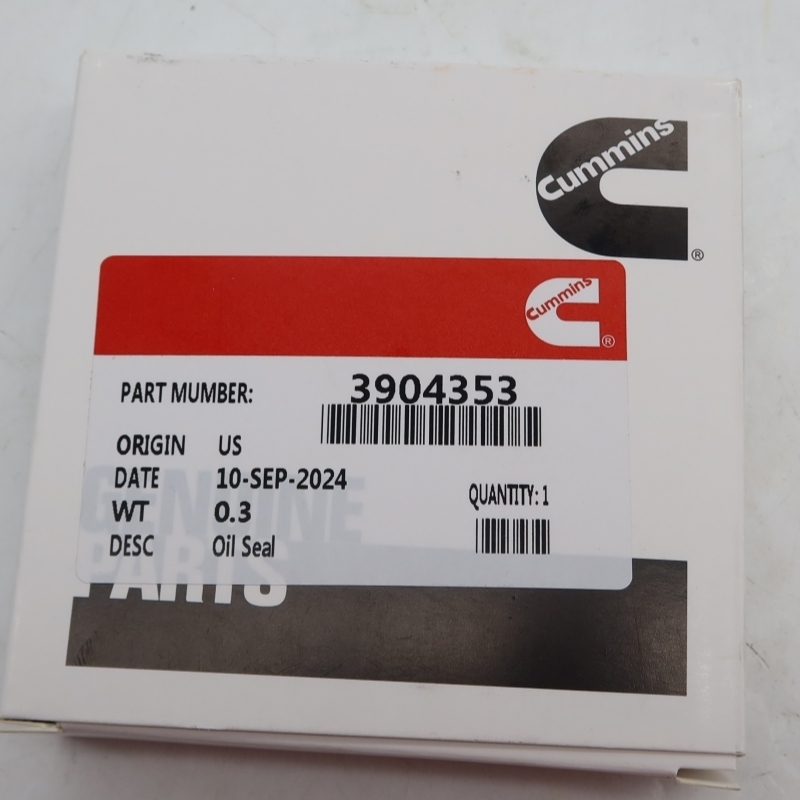 Cummins
®
Cummins
®
PART MUMBER: 3904353
ORIGIN US
DATE 10-SEP-2024
QUANTITY: 1
WT 0.3
DESC Oil Seal
GENUINE
PARTS